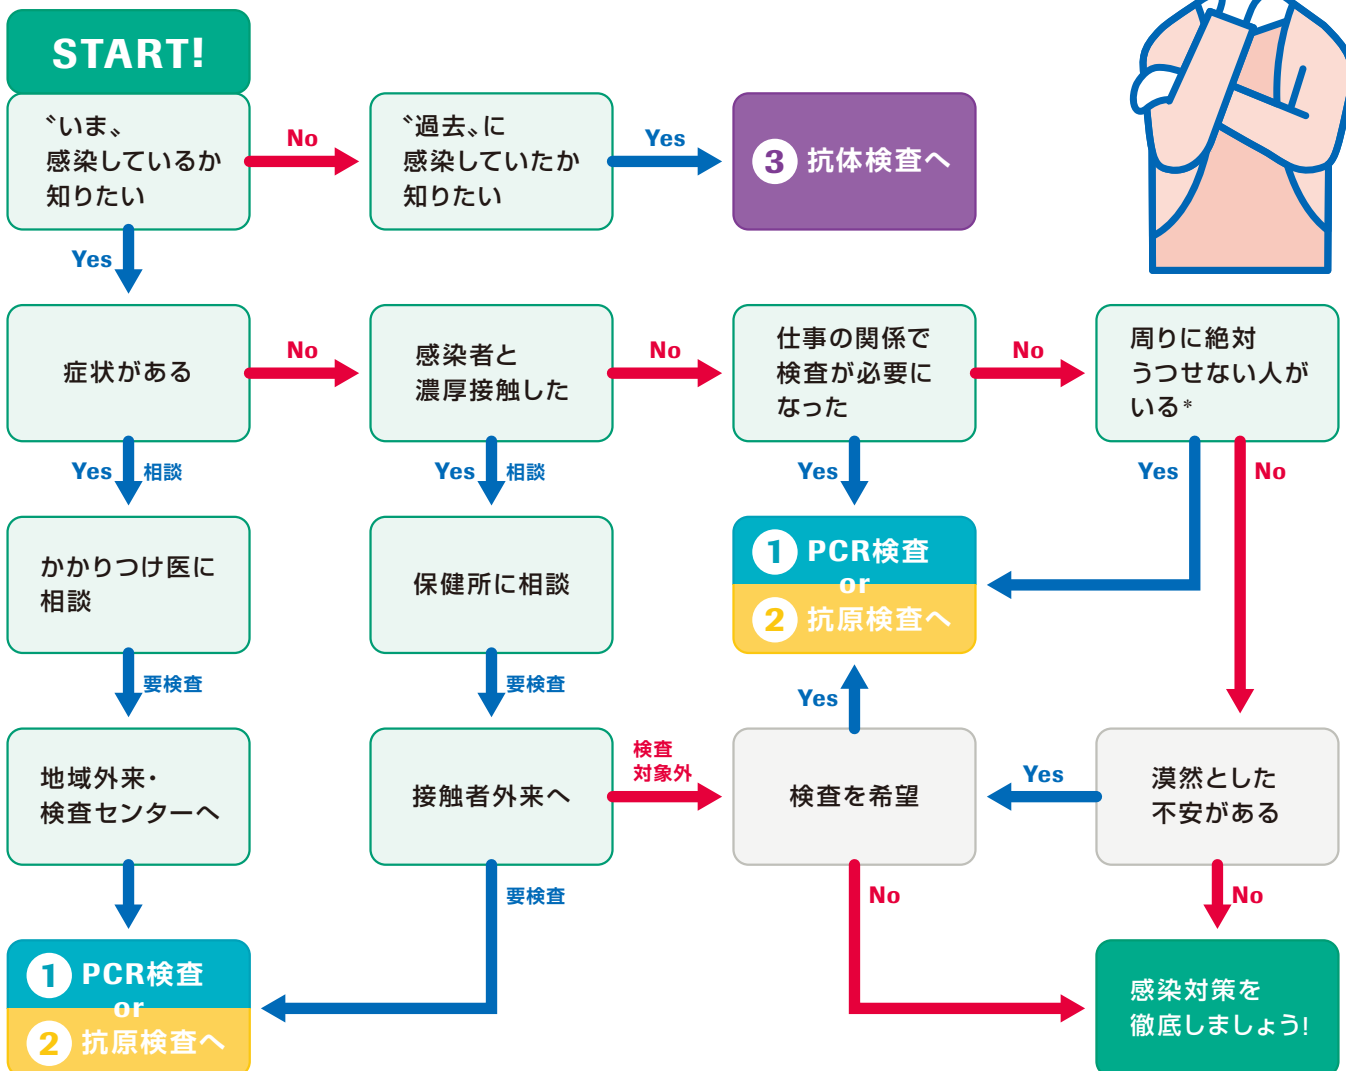 START!
〝いま〟
感染しているか
知りたい
No
〝過去〟に
感染していたか
知りたい
Yes
3 抗体検査へ
Yes
症状がある
No
感染者と
濃厚接触した
No
仕事の関係で
検査が必要に
なった
No
周りに絶対
うつせない人が
いる*
Yes 相談
Yes 相談
Yes
Yes
No
かかりつけ医に
相談
保健所に相談
1 PCR検査
or
2 抗原検査へ
要検査
要検査
Yes
地域外来・
検査センターへ
接触者外来へ
検査
対象外
検査を希望
Yes
漠然とした
不安がある
要検査
No
No
1 PCR検査
or
2 抗原検査へ
感染対策を
徹底しましょう!